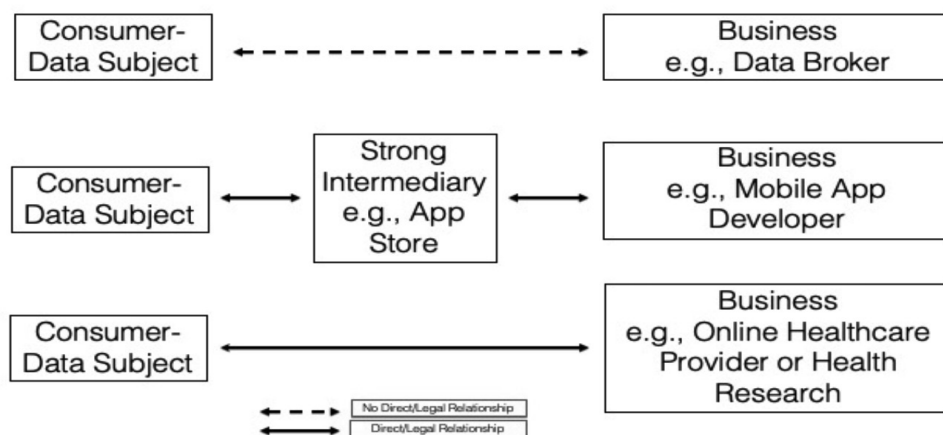 Consumer-
Data Subject
Business
e.g., Data Broker
Consumer-
Data Subject
Strong
Intermediary
e.g., App
Store
Business
e.g., Mobile App
Developer
Consumer-
Data Subject
Business
e.g., Online Healthcare
Provider or Health
Research
No Direct/Legal Relationship
Direct/Legal Relationship